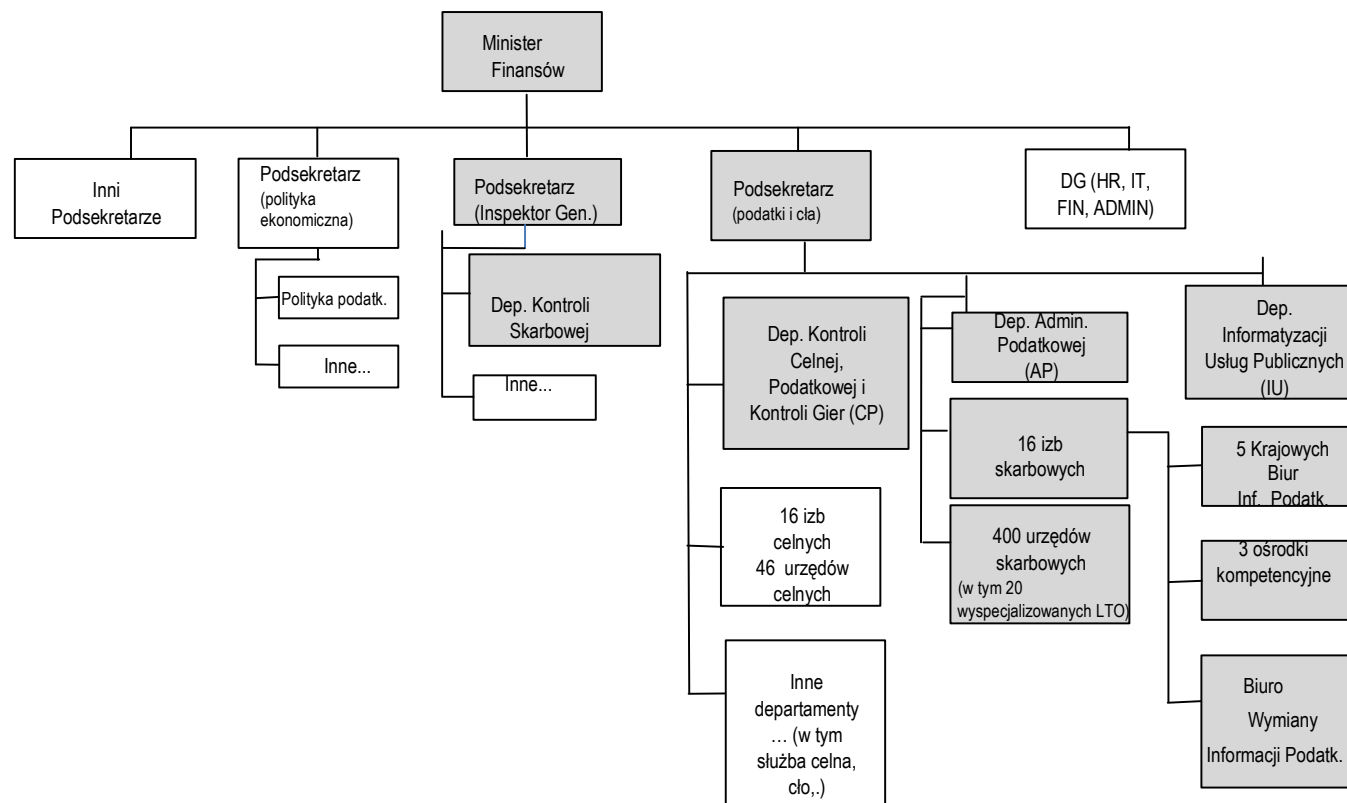 Minister
Finansów
Inni
Podsekretarze
Podsekretarz
(polityka
ekonomiczna)
Podsekretarz
(Inspektor Gen.)
Podsekretarz
(podatki i cła)
DG (HR, IT,
FIN, ADMIN)
Polityka podatk.
Inne...
Dep. Kontroli
Skarbowej
Inne...
Dep. Kontroli
Celnej,
Podatkowej i
Kontroli Gier (CP)
16 izb
celnych
46 urzędów
celnych
Inne
departamenty
... (w tym
służba celna,
cło,.)
Dep. Admin.
Podatkowej
(AP)
16 izb
skarbowych
400 urzędów
skarbowych
(w tym 20
wyspecjalizowanych LTO)
Dep.
Informatyzacji
Usług Publicznych
(IU)
5 Krajowych
Biur
Inf. Podatk.
3 ośrodki
kompetencyjne
Biuro
Wymiany
Informacji Podatk.